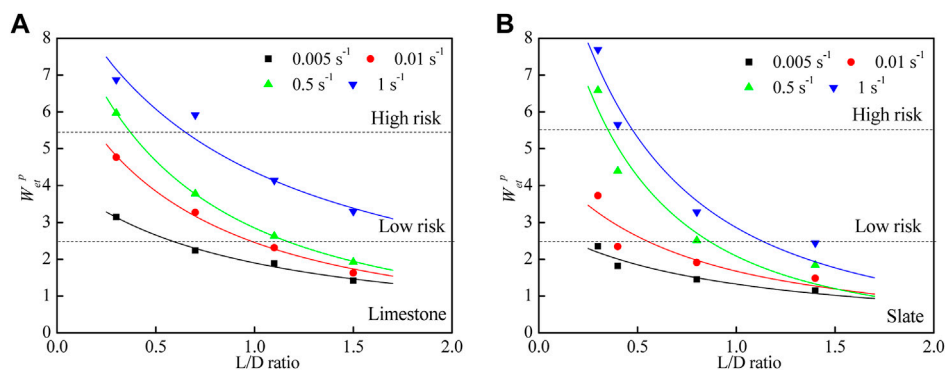 A
8
7
6
5
4
3
2
1
0
W_et^p
0.005 s⁻¹
0.01 s⁻¹
0.5 s⁻¹
1 s⁻¹
High risk
Low risk
Limestone
0.0
0.5
1.0
1.5
2.0
L/D ratio
B
8
7
6
5
4
3
2
1
0
W_et^p
0.005 s⁻¹
0.01 s⁻¹
0.5 s⁻¹
1 s⁻¹
High risk
Low risk
Slate
0.0
0.5
1.0
1.5
2.0
L/D ratio